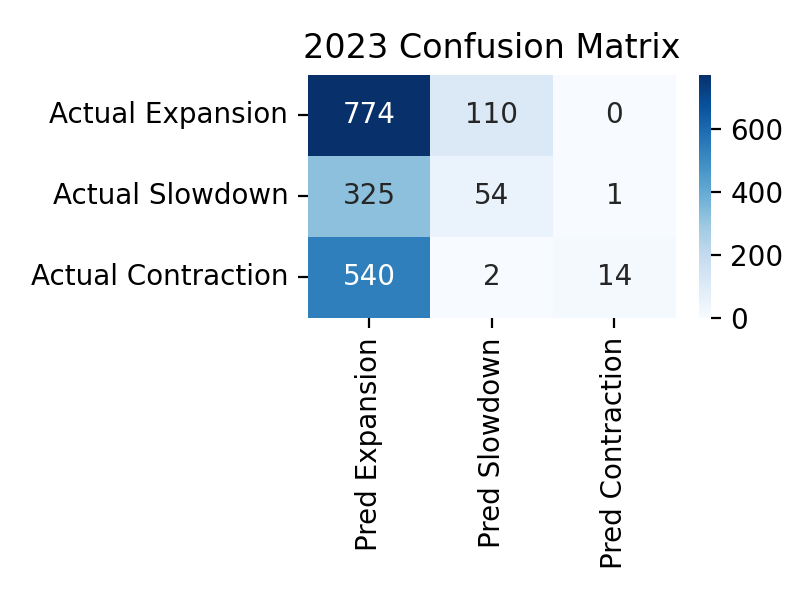 2023 Confusion Matrix
Actual Expansion 774 110 0
Actual Slowdown 325 54 1
Actual Contraction 540 2 14
Pred Expansion
Pred Slowdown
Pred Contraction
600
400
200
0